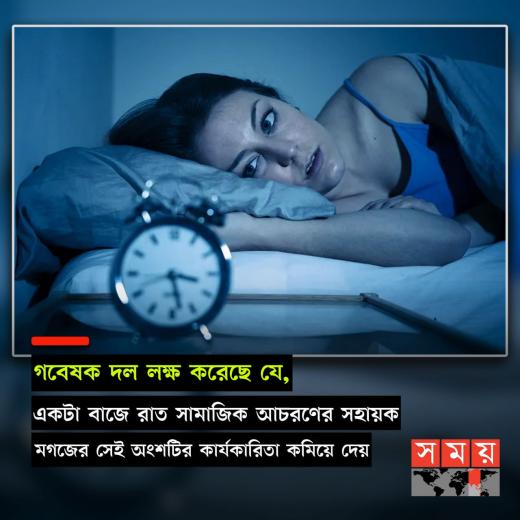 গবেষক দল লক্ষ করেছে যে,
একটা বাজে রাত সামাজিক আচরণের সহায়ক
মগজের সেই অংশটির কার্যকারিতা কমিয়ে দেয়
সময়